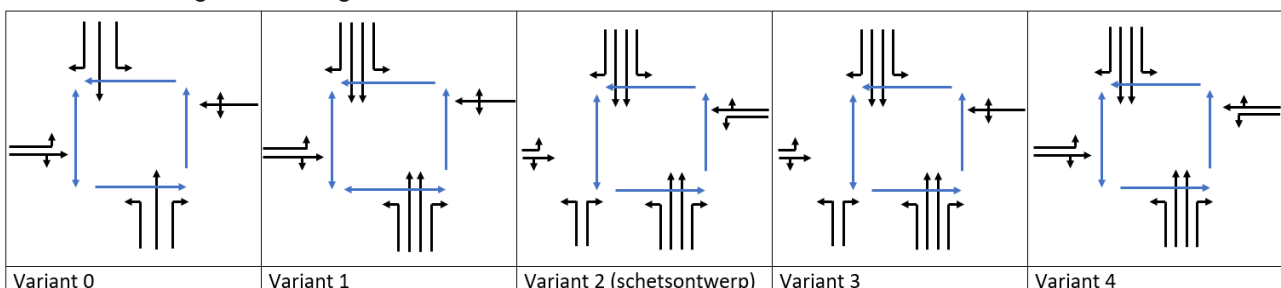 Variant 0
Variant 1
Variant 2 (schetsontwerp)
Variant 3
Variant 4